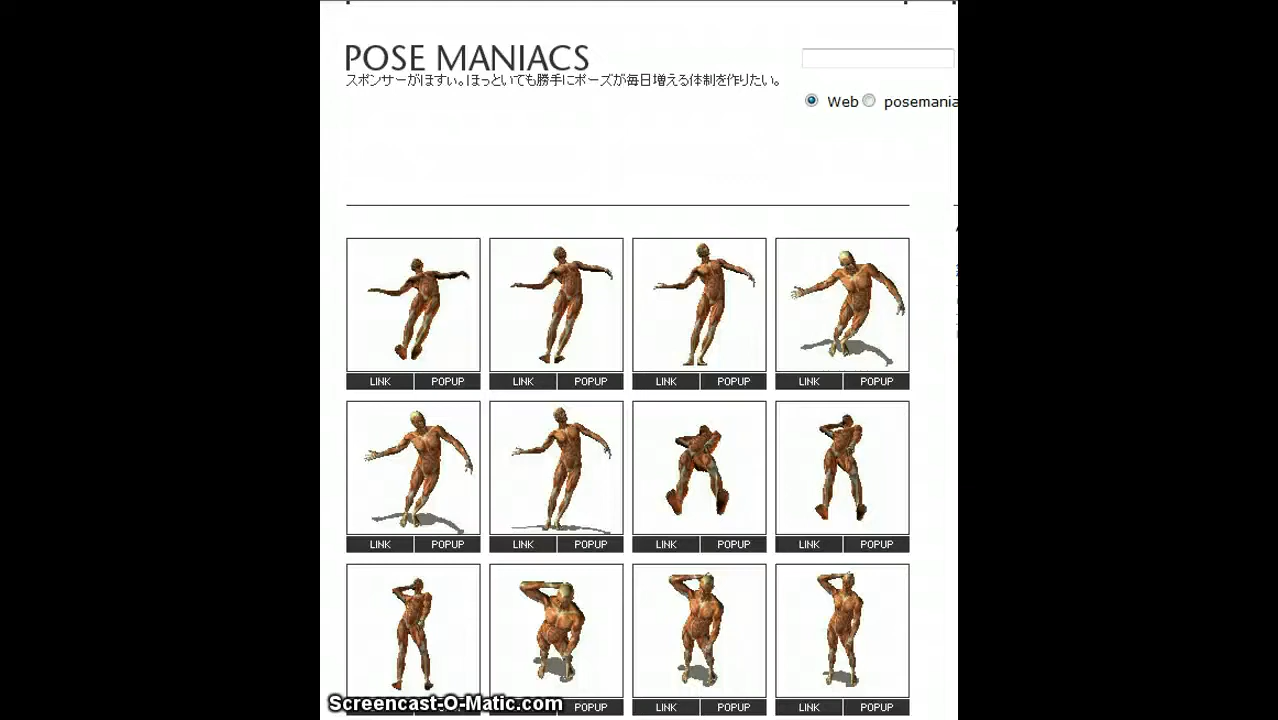 POSE MANIACS
スポンサーがほすぃ。ほっといても勝手にポーズが毎日増える体制を作りたい。
Web posemania
LINK POPUP LINK POPUP LINK POPUP LINK POPUP
LINK POPUP LINK POPUP LINK POPUP LINK POPUP
POPUP LINK POPUP LINK POPUP
Screencast-O-Matic.com